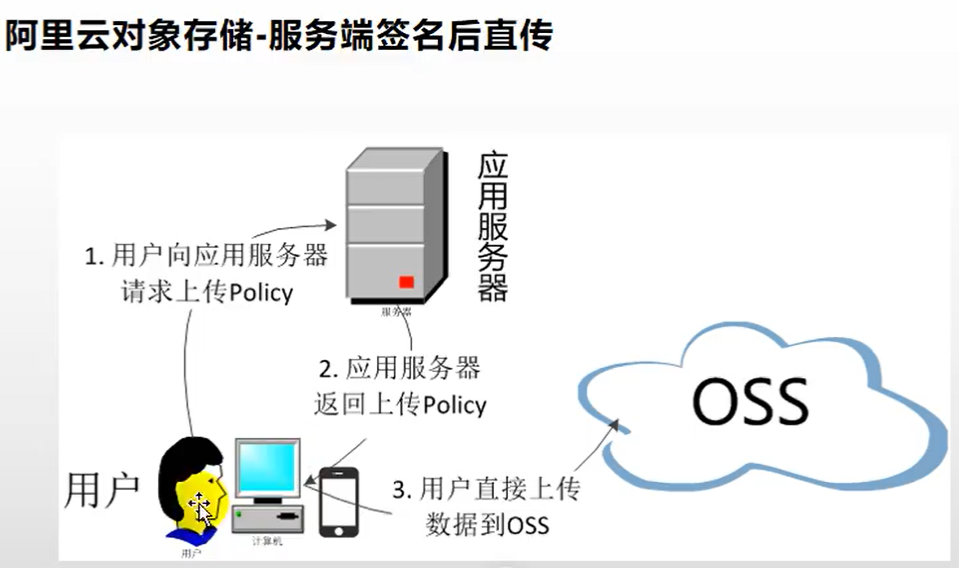 阿里云对象存储-服务端签名后直传
应用服务器
1. 用户向应用服务器
请求上传Policy
服务器
2. 应用服务器
返回上传Policy
OSS
用户
3. 用户直接上传
数据到OSS
用户
计算机